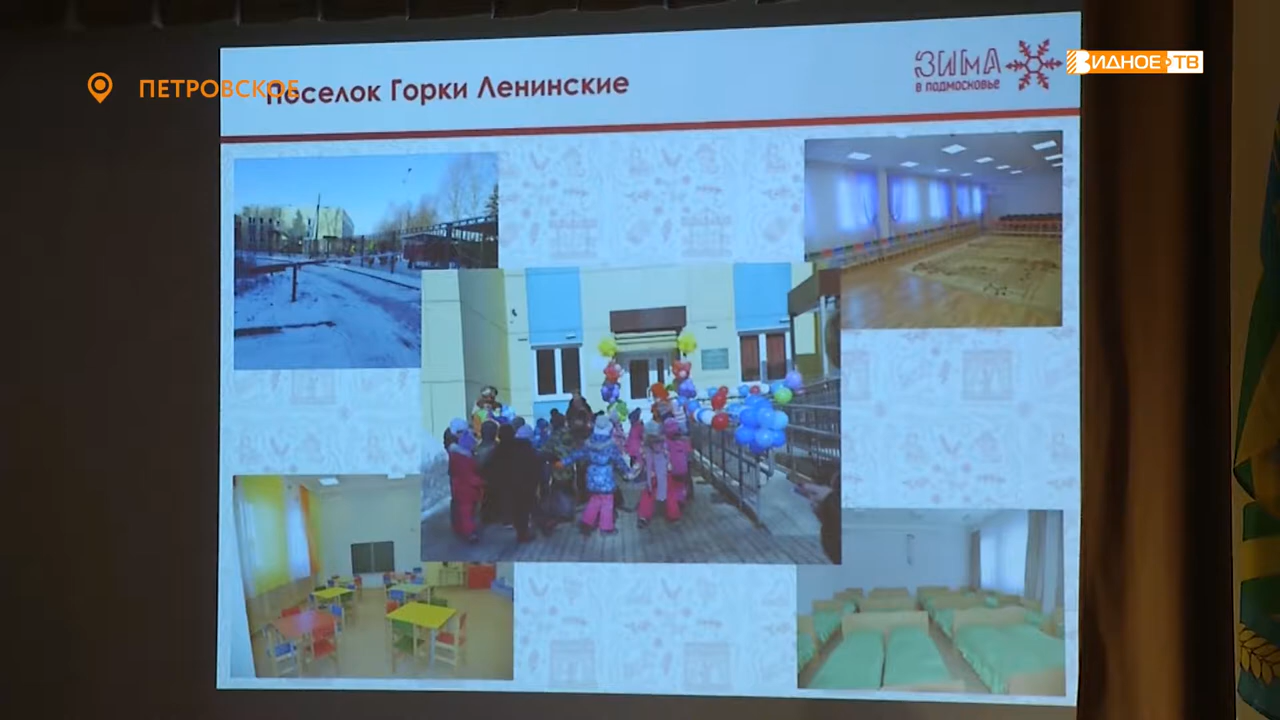 ПЕТРОВСКОЕ
Поселок Горки Ленинские
ЗИМА
в подмосковье
ВИДНОЕ ТВ